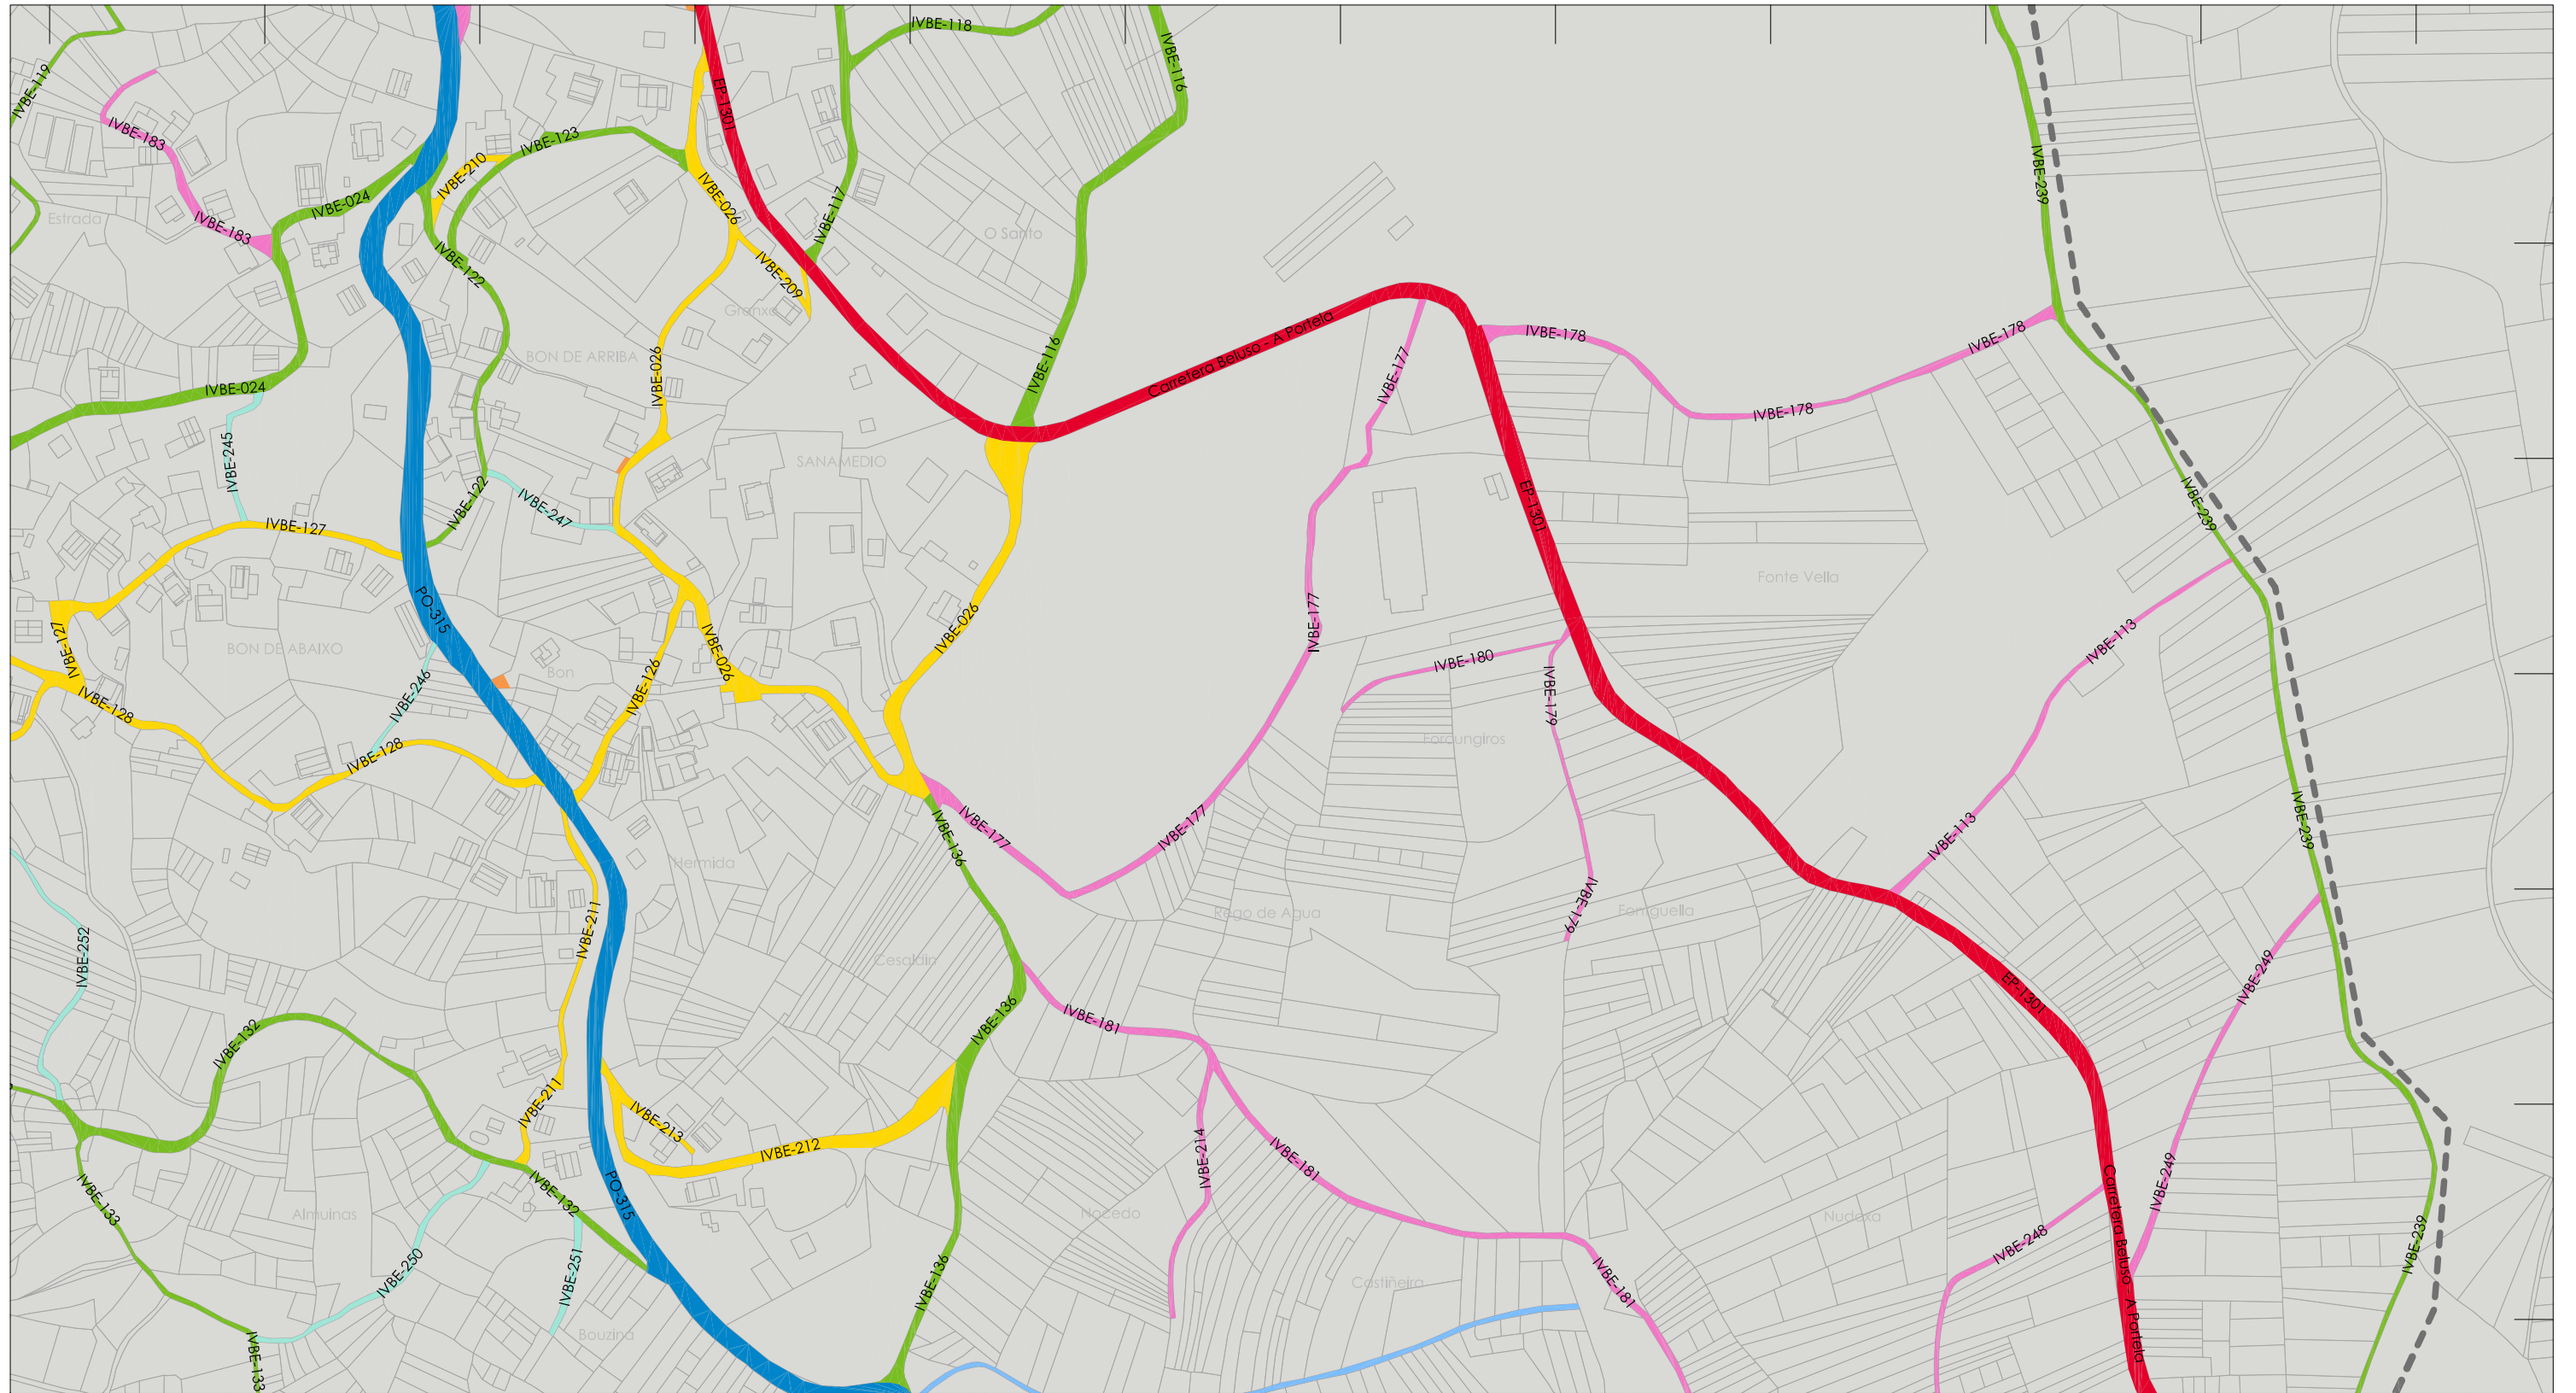 IVBE-118
IVBE-119
IVBE-116
EP-1301
IVBE-183
IVBE-123
IVBE-210
IVBE-239
IVBE-024
IVBE-026
IVBE-117
Estrada
IVBE-183
O Santo
IVBE-122
IVBE-209
Granxa
Carretera Beluso - A Portela
IVBE-178
IVBE-178
BON DE ARRIBA
IVBE-026
IVBE-116
IVBE-177
IVBE-024
IVBE-178
IVBE-245
SANAMEDIO
IVBE-122
IVBE-247
EP-1301
IVBE-239
IVBE-127
Fonte Vella
PO-315
IVBE-026
IVBE-177
IVBE-113
IVBE-127
BON DE ABAIXO
IVBE-026
Bon
IVBE-180
IVBE-126
IVBE-246
IVBE-179
IVBE-128
Forcungiros
IVBE-128
IVBE-177
IVBE-177
IVBE-136
IVBE-113
IVBE-239
Hermida
IVBE-179
Rego de Agua
Formguella
IVBE-211
IVBE-252
Cesaldin
IVBE-249
EP-1301
IVBE-136
IVBE-181
IVBE-132
IVBE-211
IVBE-213
IVBE-212
IVBE-214
IVBE-181
IVBE-132
PO-315
IVBE-133
Almuinas
Nocedo
Nudoxa
IVBE-249
IVBE-248
IVBE-239
Carretera Beluso - A Portela
IVBE-250
IVBE-251
IVBE-136
Castiñeira
IVBE-181
Bouzina
IVBE-133